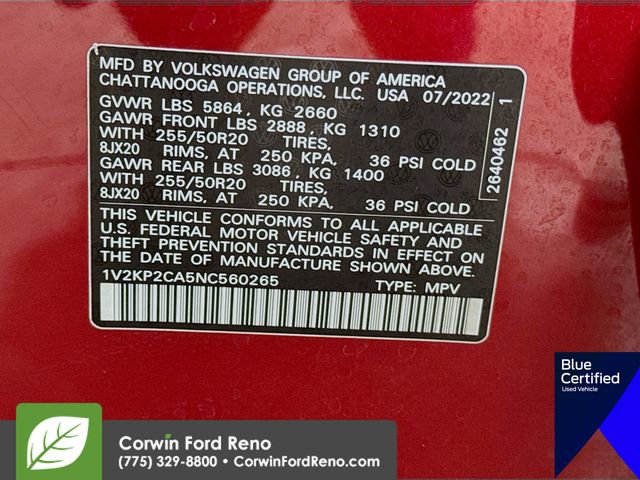 MFD BY VOLKSWAGEN GROUP OF AMERICA
CHATTANOOGA OPERATIONS, LLC. USA 07/2022
GVWR LBS 5864, KG 2660
GAWR FRONT LBS 2888, KG 1310
WITH 255/50R20 TIRES,
8JX20 RIMS, AT 250 KPA, 36 PSI COLD
GAWR REAR LBS 3086, KG 1400
WITH 255/50R20 TIRES,
8JX20 RIMS, AT 250 KPA, 36 PSI COLD
THIS VEHICLE CONFORMS TO ALL APPLICABLE
U.S. FEDERAL MOTOR VEHICLE SAFETY AND
THEFT PREVENTION STANDARDS IN EFFECT ON
THE DATE OF MANUFACTURE SHOWN ABOVE.
1V2KP2CA5NC560265 TYPE: MPV
2640462 1
Blue
Certified
Used Vehicle
Corwin Ford Reno
(775) 329-8800 • CorwinFordReno.com